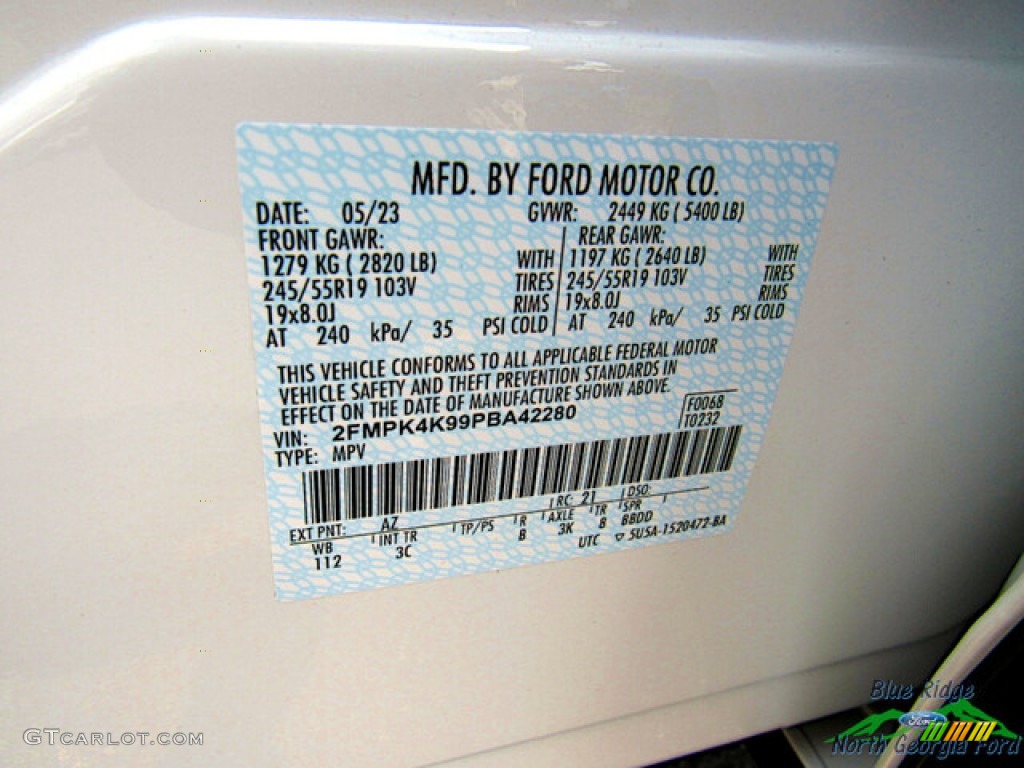 MFD. BY FORD MOTOR CO.
DATE: 05/23 GVWR: 2449 KG ( 5400 LB)
FRONT GAWR: REAR GAWR:
1279 KG ( 2820 LB) WITH 1197 KG ( 2640 LB) WITH
245/55R19 103V TIRES 245/55R19 103V TIRES
19x8.0J RIMS 19x8.0J RIMS
AT 240 kPa/ 35 PSI COLD AT 240 kPa/ 35 PSI COLD
THIS VEHICLE CONFORMS TO ALL APPLICABLE FEDERAL MOTOR
VEHICLE SAFETY AND THEFT PREVENTION STANDARDS IN
EFFECT ON THE DATE OF MANUFACTURE SHOWN ABOVE.
VIN: 2FMPK4K99PBA42280 F0068
TYPE: MPV T0232
EXT PNT: AZ RC: 21 DSO:
WB INT TR TP/PS R AXLE TR SPR
112 3C B 3K 8 BBDD
UTC ▽ 5U5A-1520472-BA
GTCarlot.com
Blue Ridge
Ford
North Georgia Ford